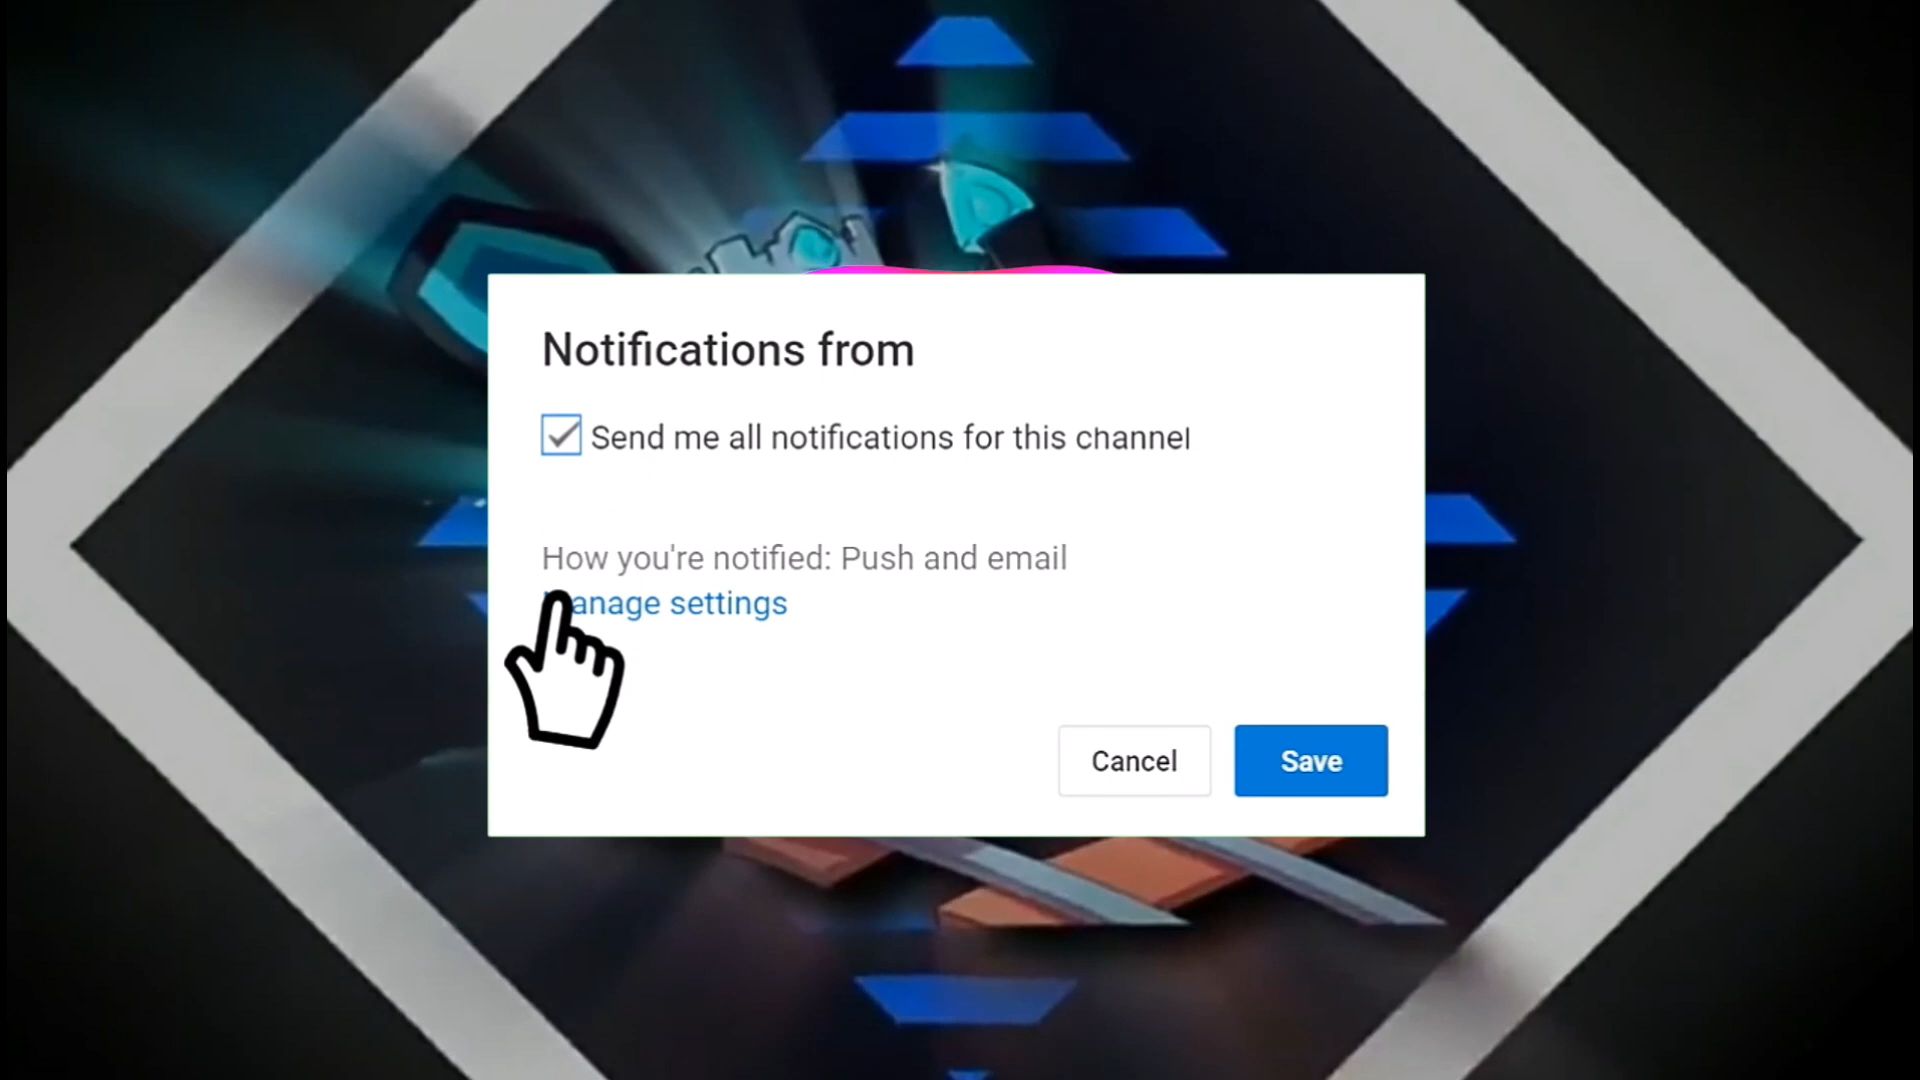 Notifications from
Send me all notifications for this channel
How you're notified: Push and email
anage settings
Cancel
Save